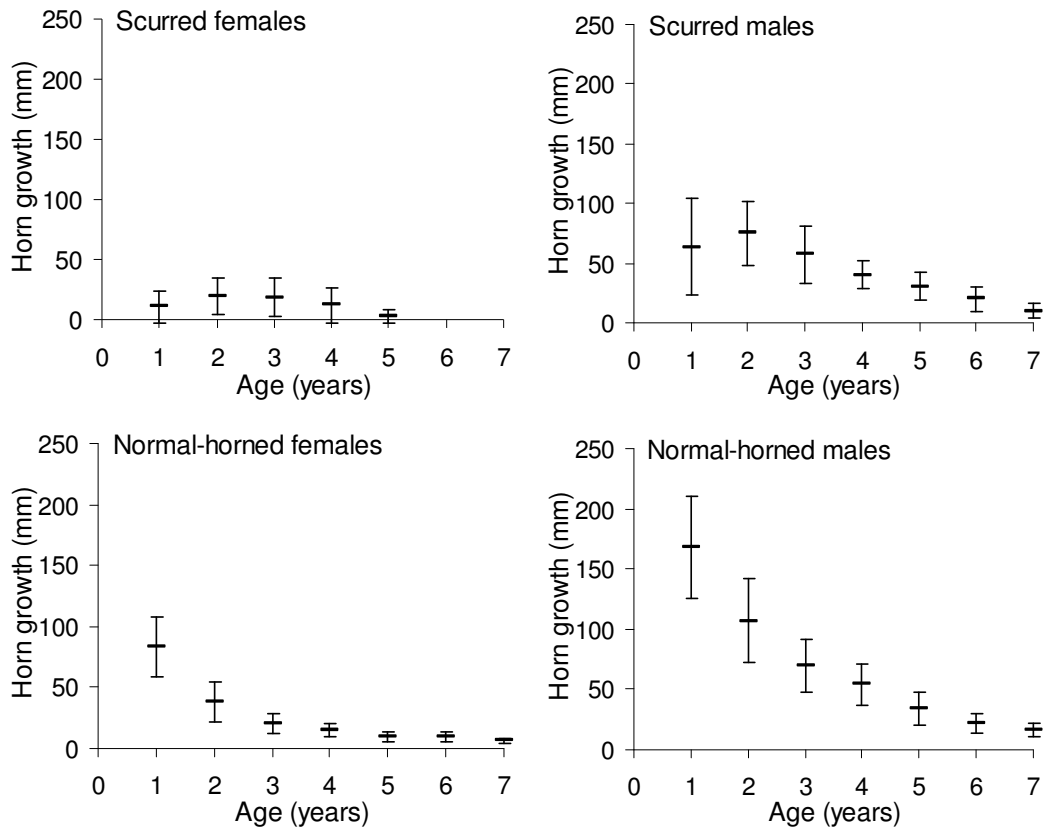 Scurred females
250
200
150
100
50
0
Horn growth (mm)
0 1 2 3 4 5 6 7
Age (years)
Scurred males
250
200
150
100
50
0
Horn growth (mm)
0 1 2 3 4 5 6 7
Age (years)
Normal-horned females
250
200
150
100
50
0
Horn growth (mm)
0 1 2 3 4 5 6 7
Age (years)
Normal-horned males
250
200
150
100
50
0
Horn growth (mm)
0 1 2 3 4 5 6 7
Age (years)